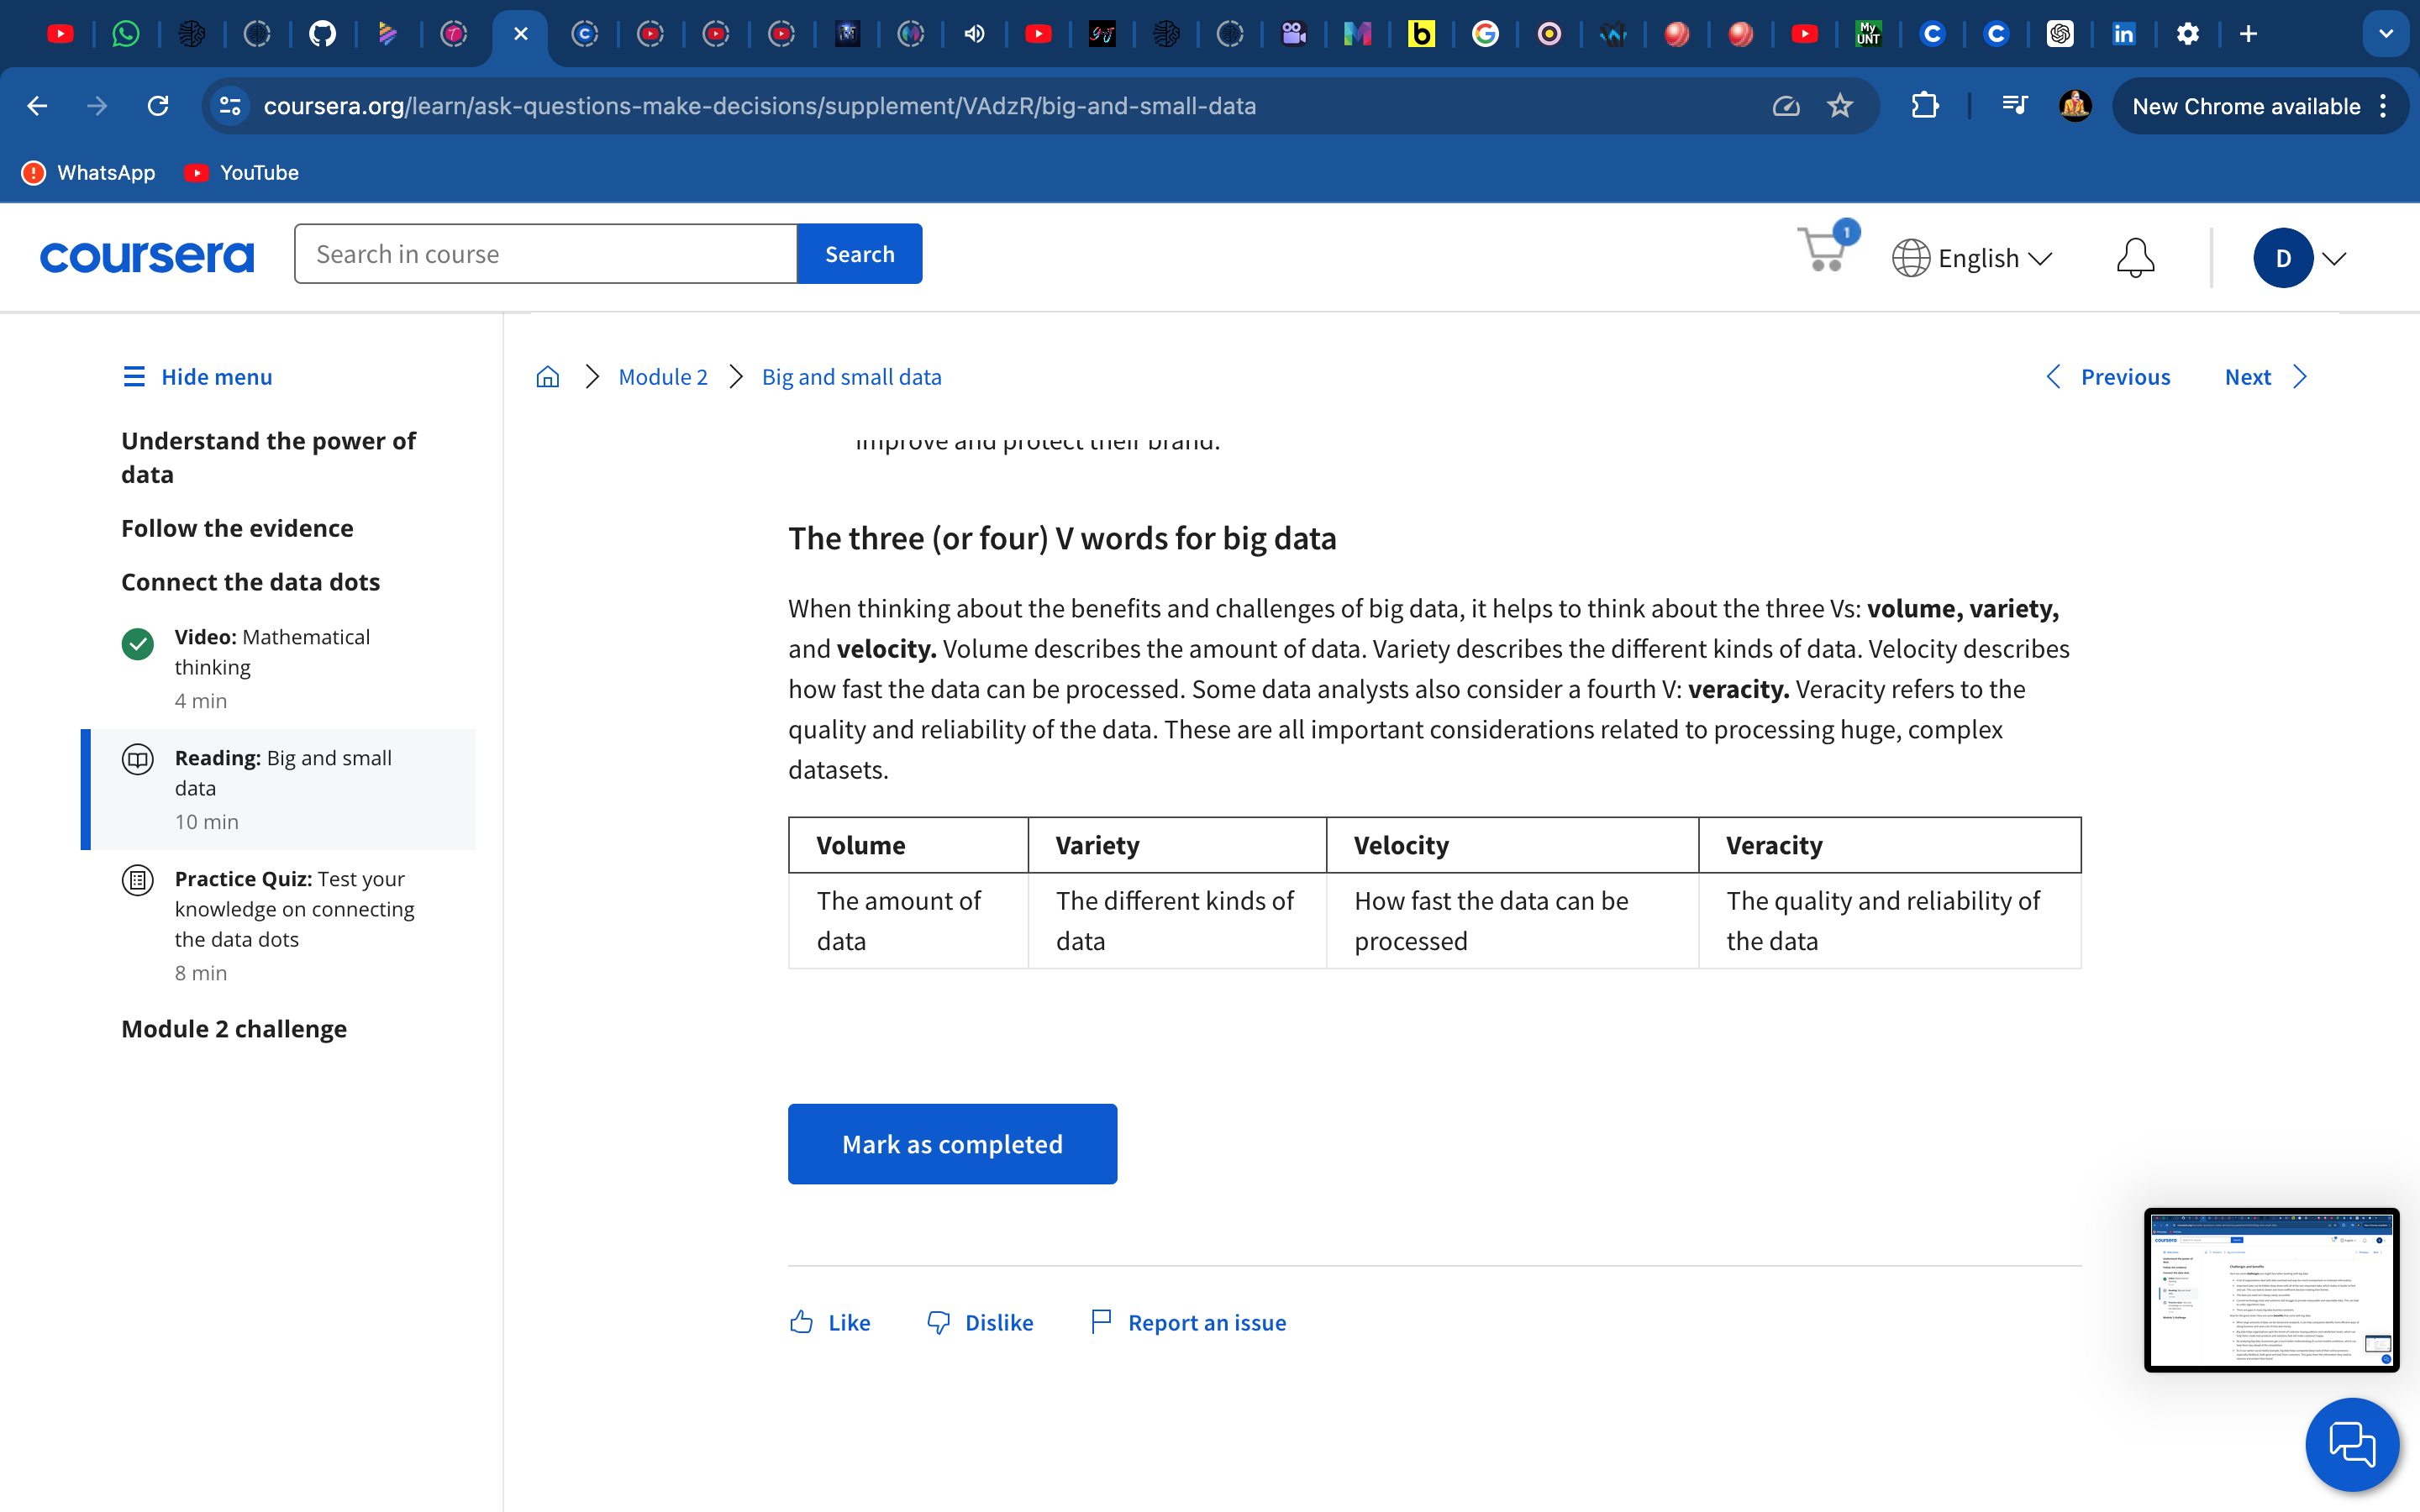 My
UNT
coursera.org/learn/ask-questions-make-decisions/supplement/VAdzR/big-and-small-data
New Chrome available
WhatsApp
YouTube
coursera
Search in course
Search
1
English
D
Hide menu
Understand the power of
data
Follow the evidence
Connect the data dots
Video: Mathematical
thinking
4 min
Reading: Big and small
data
10 min
Practice Quiz: Test your
knowledge on connecting
the data dots
8 min
Module 2 challenge
Module 2
Big and small data
Previous
Next
improve and protect their brand.
The three (or four) V words for big data
When thinking about the benefits and challenges of big data, it helps to think about the three Vs: volume, variety,
and velocity. Volume describes the amount of data. Variety describes the different kinds of data. Velocity describes
how fast the data can be processed. Some data analysts also consider a fourth V: veracity. Veracity refers to the
quality and reliability of the data. These are all important considerations related to processing huge, complex
datasets.
Volume Variety Velocity Veracity
The amount of The different kinds of How fast the data can be The quality and reliability of
data data processed the data
Mark as completed
Like
Dislike
Report an issue